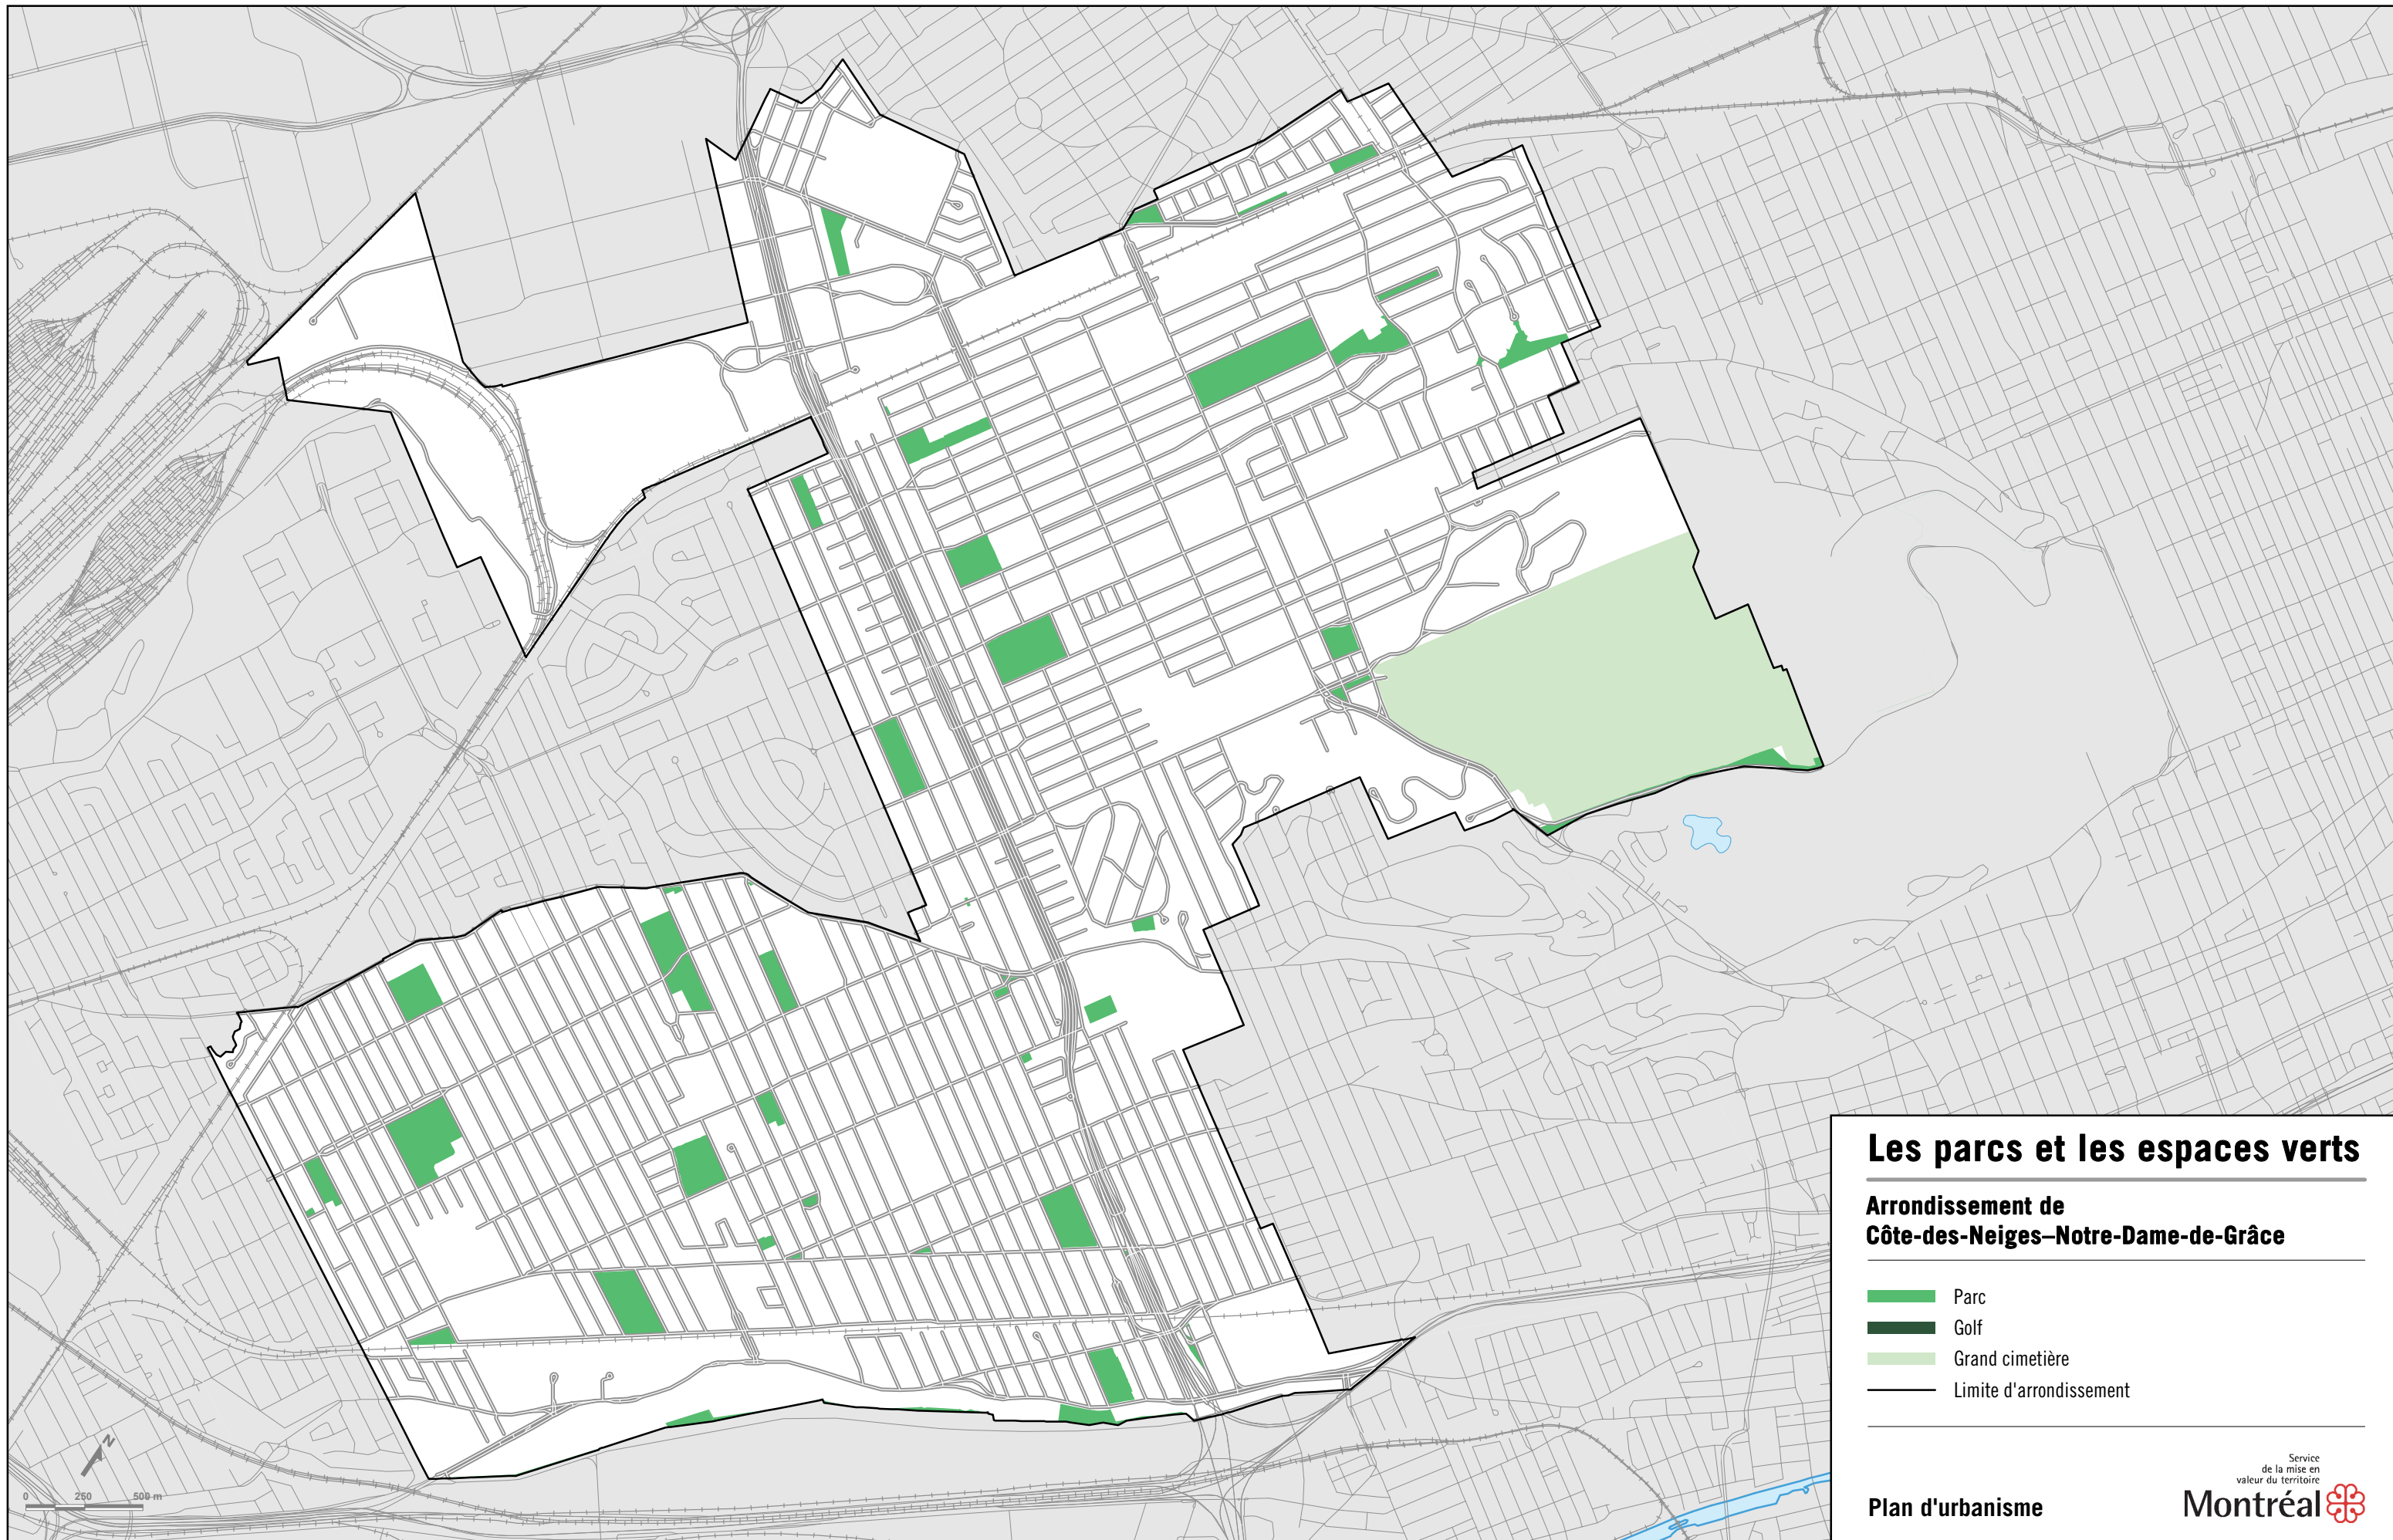 Les parcs et les espaces verts
Arrondissement de
Côte-des-Neiges–Notre-Dame-de-Grâce
Parc
Golf
Grand cimetière
Limite d'arrondissement
Plan d'urbanisme
Service
de la mise en
valeur du territoire
Montréal
N
0 250 500 m